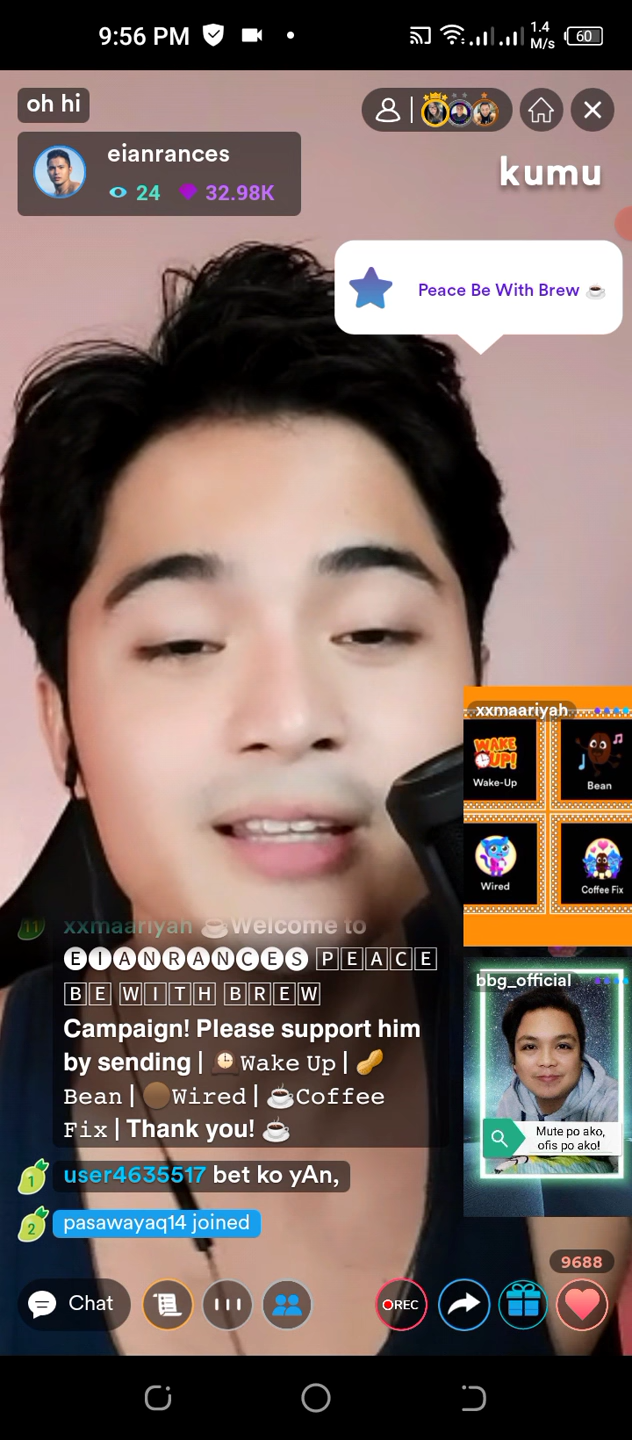 9:56 PM
1.4
M/s
60
oh hi
eianrances
24 32.98K
kumu
Peace Be With Brew ☕
xxmaariyah
WAKE UP!
Wake-Up
Bean
Wired
Coffee Fix
11 xxmaariyah ☕Welcome to
🅔🅘🅐🅝🅡🅐🅝🅒🅔🅢 🄿🄴🄰🄲🄴
🄱🄴 🅆🄸🅃🄷 🄱🅁🄴🅆
Campaign! Please support him
by sending | 🕰️𝚆𝚊𝚔𝚎 𝚄𝚙 | 🥜
𝙱𝚎𝚊𝚗 | 🟤𝚆𝚒𝚛𝚎𝚍 | ☕𝙲𝚘𝚏𝚏𝚎𝚎
𝙵𝚒𝚡 | Thank you! ☕
bbg_official
Mute po ako,
ofis po ako!
1 user4635517 bet ko yAn,
2 pasawayaq14 joined
9688
Chat
REC